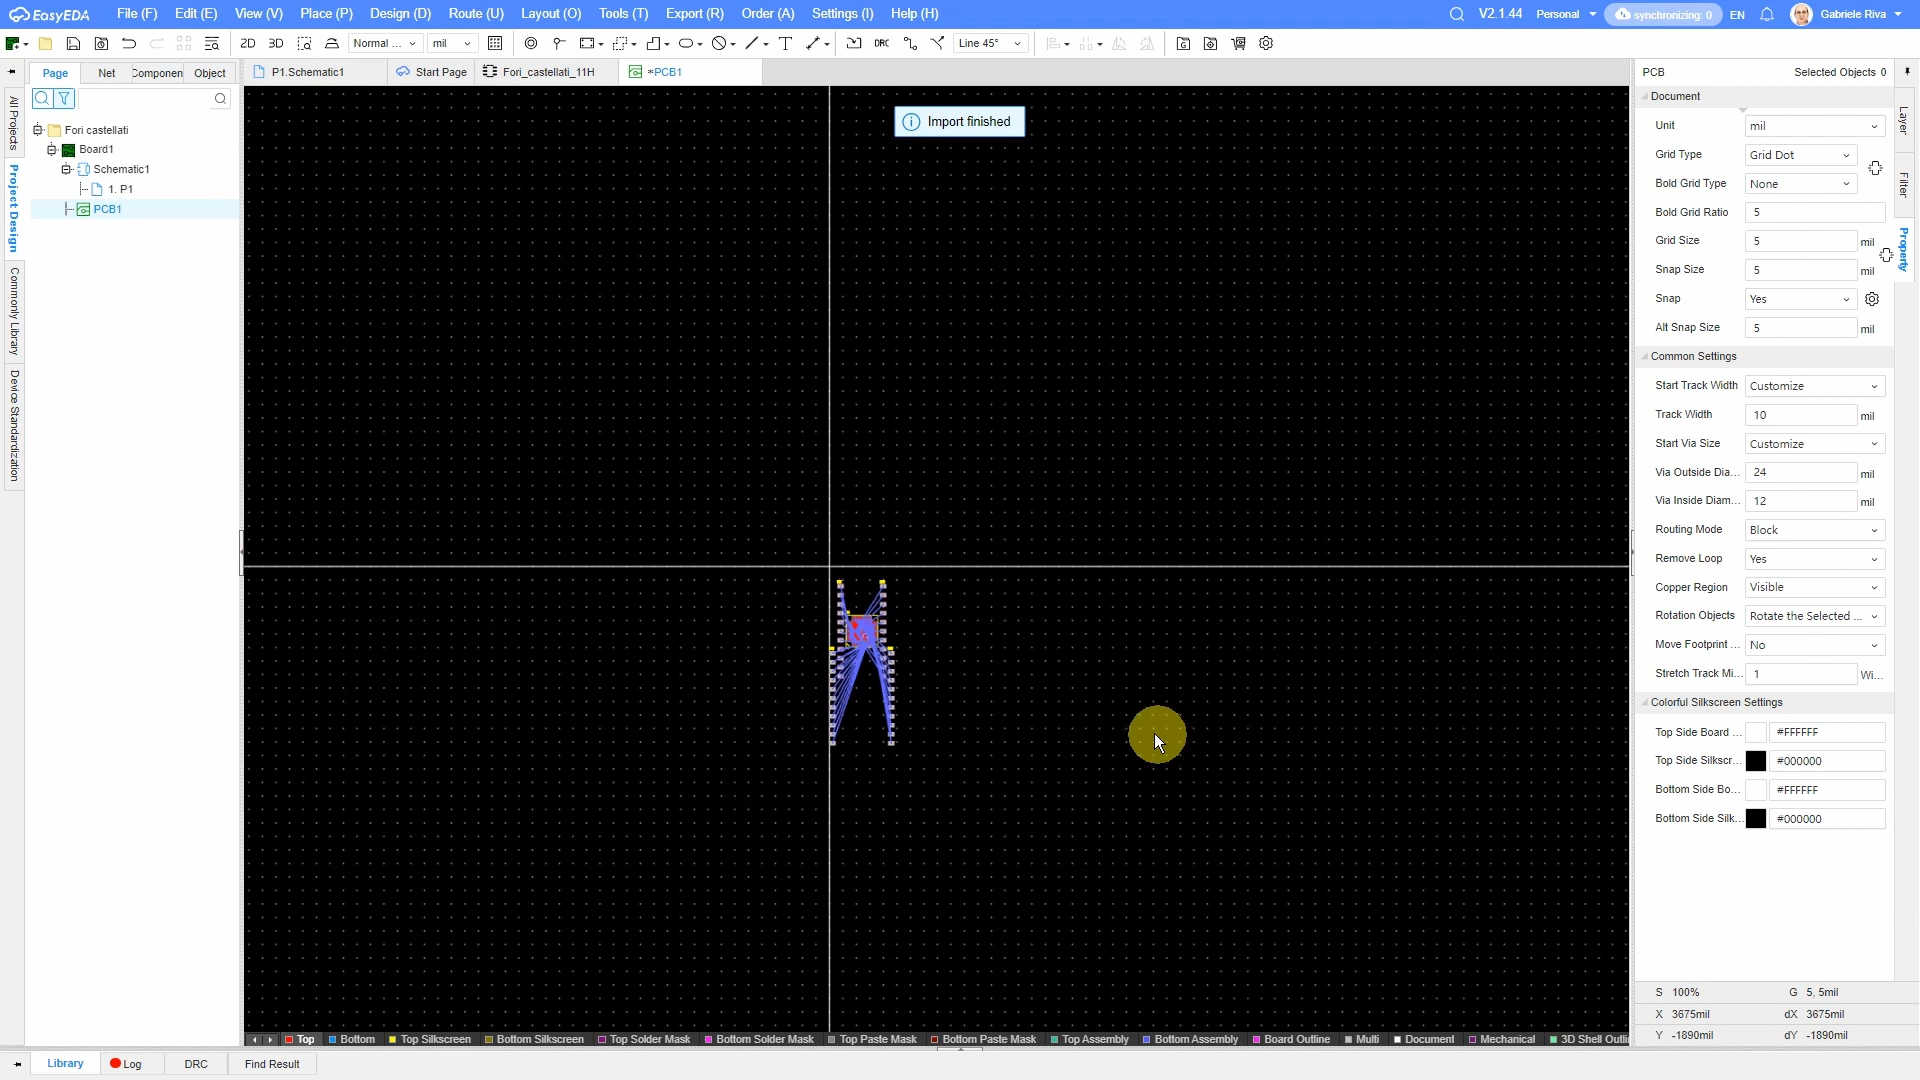 EasyEDA File (F) Edit (E) View (V) Place (P) Design (D) Route (U) Layout (O) Tools (T) Export (R) Order (A) Settings (I) Help (H) V2.1.44 Personal synchronizing: 0 EN Gabriele Riva
2D 3D Normal ... mil T DRC Line 45°
Page Net Componen Object P1.Schematic1 Start Page Fori_castellati_11H *PCB1 PCB Selected Objects 0
All Projects
Project Design
Commonly Library
Device Standardization
Fori castellati
Board1
Schematic1
1. P1
PCB1
Import finished
Layer
Filter
Property
Document
Unit mil
Grid Type Grid Dot
Bold Grid Type None
Bold Grid Ratio 5
Grid Size 5 mil
Snap Size 5 mil
Snap Yes
Alt Snap Size 5 mil
Common Settings
Start Track Width Customize
Track Width 10 mil
Start Via Size Customize
Via Outside Dia... 24 mil
Via Inside Diam... 12 mil
Routing Mode Block
Remove Loop Yes
Copper Region Visible
Rotation Objects Rotate the Selected ...
Move Footprint ... No
Stretch Track Mi... 1 Wi...
Colorful Silkscreen Settings
Top Side Board ... #FFFFFF
Top Side Silkscr... #000000
Bottom Side Bo... #FFFFFF
Bottom Side Silk... #000000
S 100% G 5, 5mil
X 3675mil dX 3675mil
Y -1890mil dY -1890mil
Top Bottom Top Silkscreen Bottom Silkscreen Top Solder Mask Bottom Solder Mask Top Paste Mask Bottom Paste Mask Top Assembly Bottom Assembly Board Outline Multi Document Mechanical 3D Shell Outli
Library Log DRC Find Result